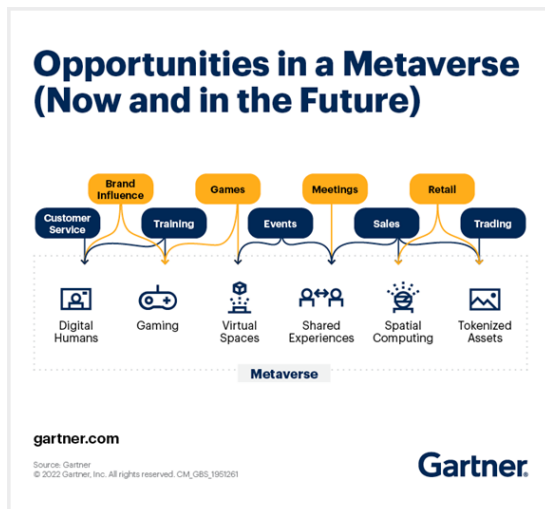 Opportunities in a Metaverse
(Now and in the Future)
Brand
Influence
Games
Meetings
Retail
Customer
Service
Training
Events
Sales
Trading
Digital
Humans
Gaming
Virtual
Spaces
Shared
Experiences
Spatial
Computing
Tokenized
Assets
Metaverse
gartner.com
Source: Gartner
© 2022 Gartner, Inc. All rights reserved. CM_GBS_1951261
Gartner®